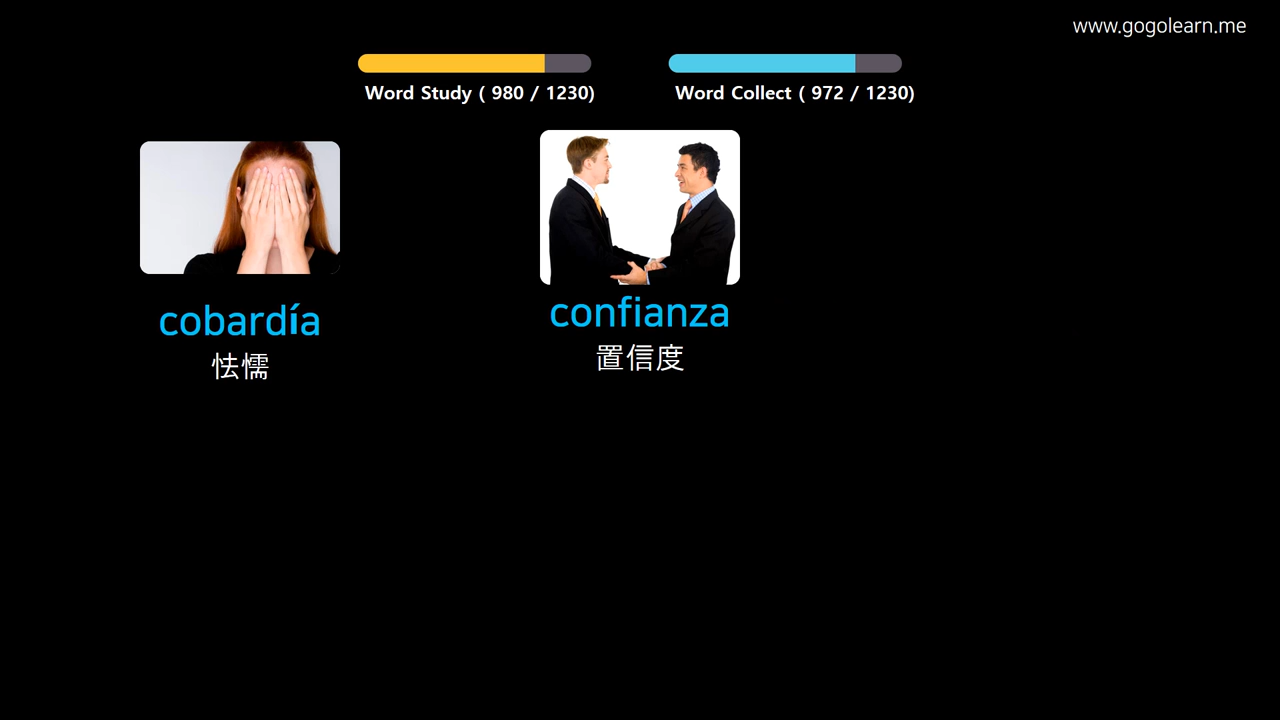 www.gogolearn.me
Word Study ( 980 / 1230)
Word Collect ( 972 / 1230)
cobardía
怯懦
confianza
置信度